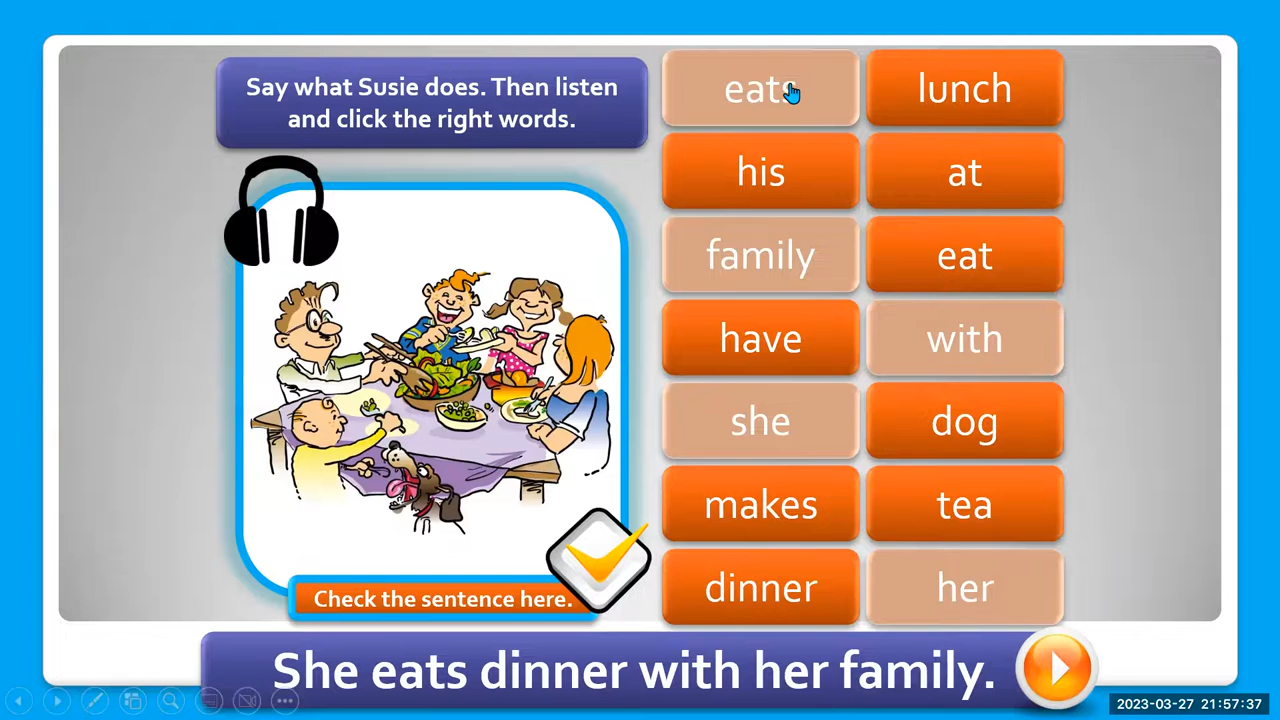 Say what Susie does. Then listen
and click the right words.
eats
lunch
his
at
family
eat
have
with
she
dog
makes
tea
dinner
her
Check the sentence here.
She eats dinner with her family.
2023-03-27 21:57:37